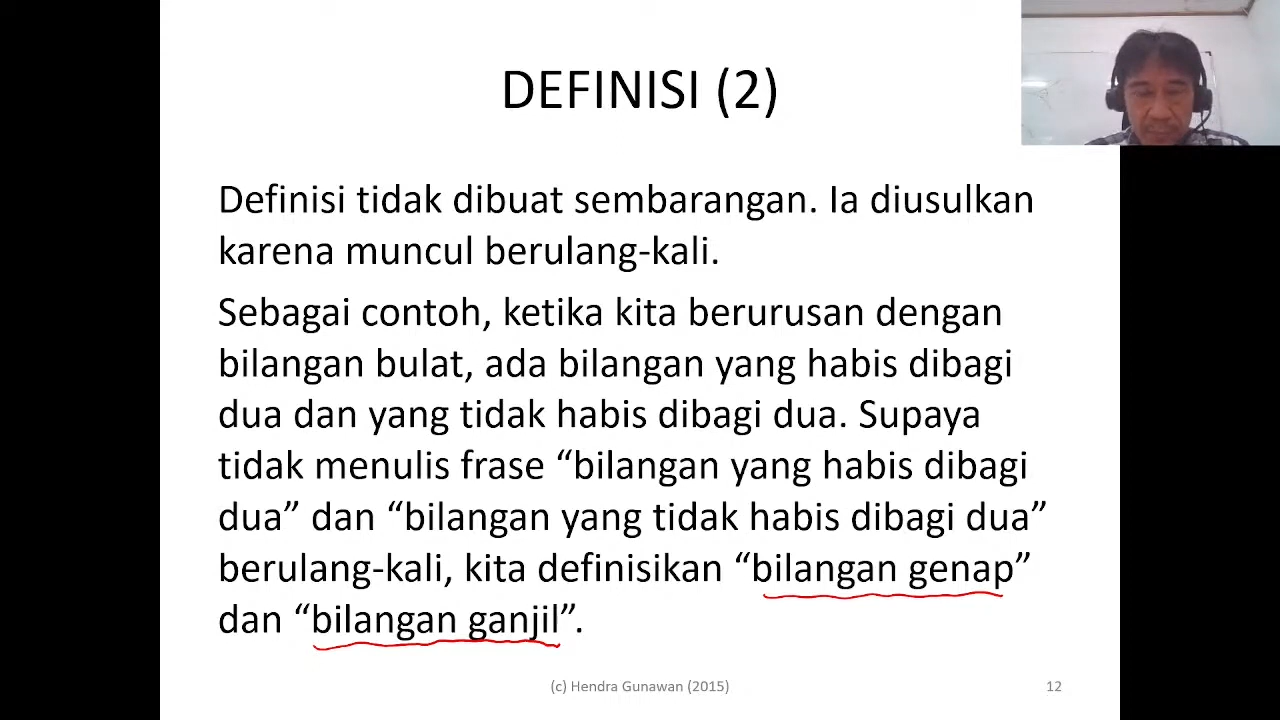 DEFINISI (2)
Definisi tidak dibuat sembarangan. Ia diusulkan
karena muncul berulang-kali.
Sebagai contoh, ketika kita berurusan dengan
bilangan bulat, ada bilangan yang habis dibagi
dua dan yang tidak habis dibagi dua. Supaya
tidak menulis frase “bilangan yang habis dibagi
dua” dan “bilangan yang tidak habis dibagi dua”
berulang-kali, kita definisikan “bilangan genap”
dan “bilangan ganjil”.
(c) Hendra Gunawan (2015)
12